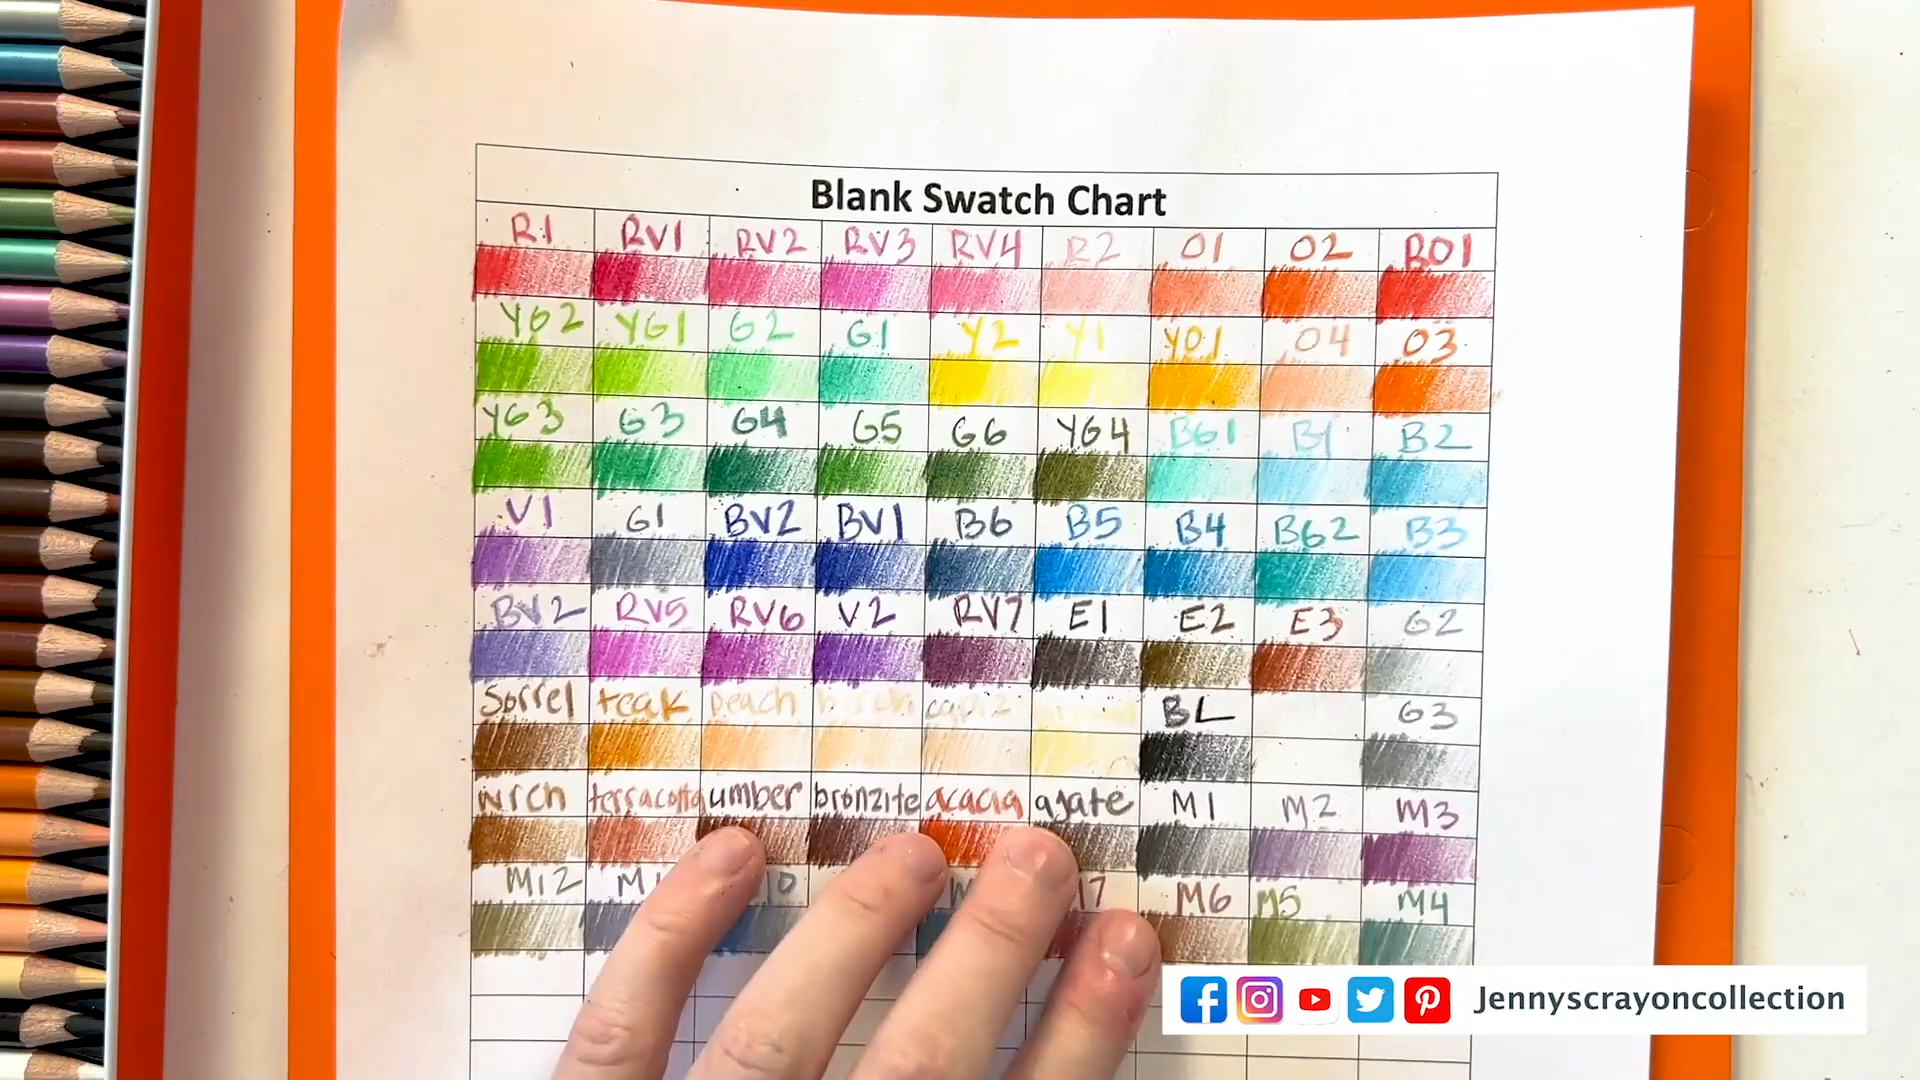 Blank Swatch Chart
R1 RV1 RV2 RV3 RV4 R2 O1 O2 RO1
YG2 YG1 G2 G1 Y2 Y1 YO1 O4 O3
YG3 G3 G4 G5 G6 YG4 BG1 B1 B2
V1 G1 BV2 BV1 B6 B5 B4 BG2 B3
BV2 RV5 RV6 V2 RV7 E1 E2 E3 G2
Sorrel teak peach birch capiz BL G3
terracotta umber bronzite acacia agate M1 M2 M3
M12 M6 M5 M4
Jennyscrayoncollection